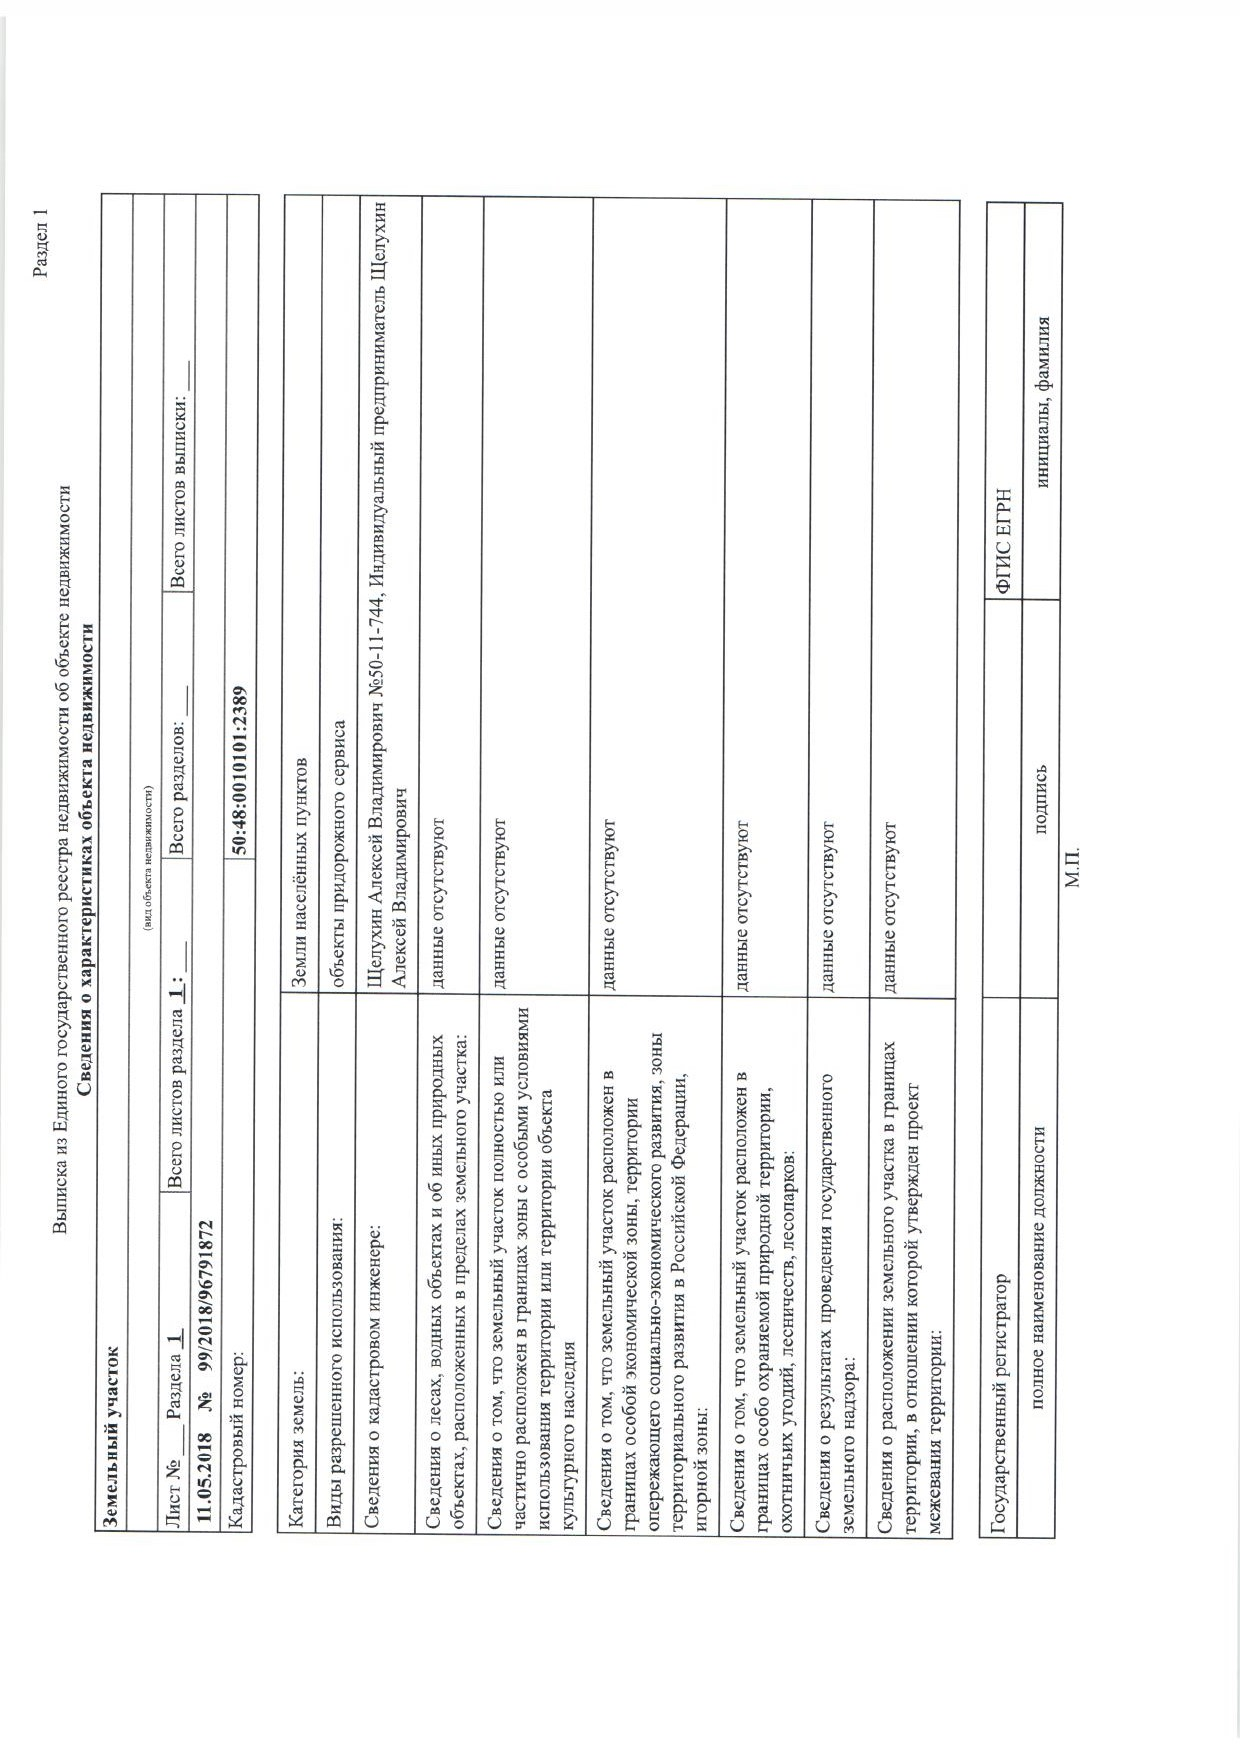 Раздел 1
Выписка из Единого государственного реестра недвижимости об объекте недвижимости
Сведения о характеристиках объекта недвижимости
Земельный участок
(вид объекта недвижимости)
Лист № ___ Раздела 1 Всего листов раздела 1 : ___ Всего разделов: ___ Всего листов выписки: ___
11.05.2018 № 99/2018/96791872
Кадастровый номер: 50:48:0010101:2389
Категория земель: Земли населённых пунктов
Виды разрешенного использования: объекты придорожного сервиса
Сведения о кадастровом инженере: Щелухин Алексей Владимирович №50-11-744, Индивидуальный предприниматель Щелухин
Алексей Владимирович
Сведения о лесах, водных объектах и об иных природных
объектах, расположенных в пределах земельного участка:
данные отсутствуют
Сведения о том, что земельный участок полностью или
частично расположен в границах зоны с особыми условиями
использования территории или территории объекта
культурного наследия
данные отсутствуют
Сведения о том, что земельный участок расположен в
границах особой экономической зоны, территории
опережающего социально-экономического развития, зоны
территориального развития в Российской Федерации,
игорной зоны:
данные отсутствуют
Сведения о том, что земельный участок расположен в
границах особо охраняемой природной территории,
охотничьих угодий, лесничеств, лесопарков:
данные отсутствуют
Сведения о результатах проведения государственного
земельного надзора:
данные отсутствуют
Сведения о расположении земельного участка в границах
территории, в отношении которой утвержден проект
межевания территории:
данные отсутствуют
Государственный регистратор ФГИС ЕГРН
полное наименование должности подпись инициалы, фамилия
М.П.